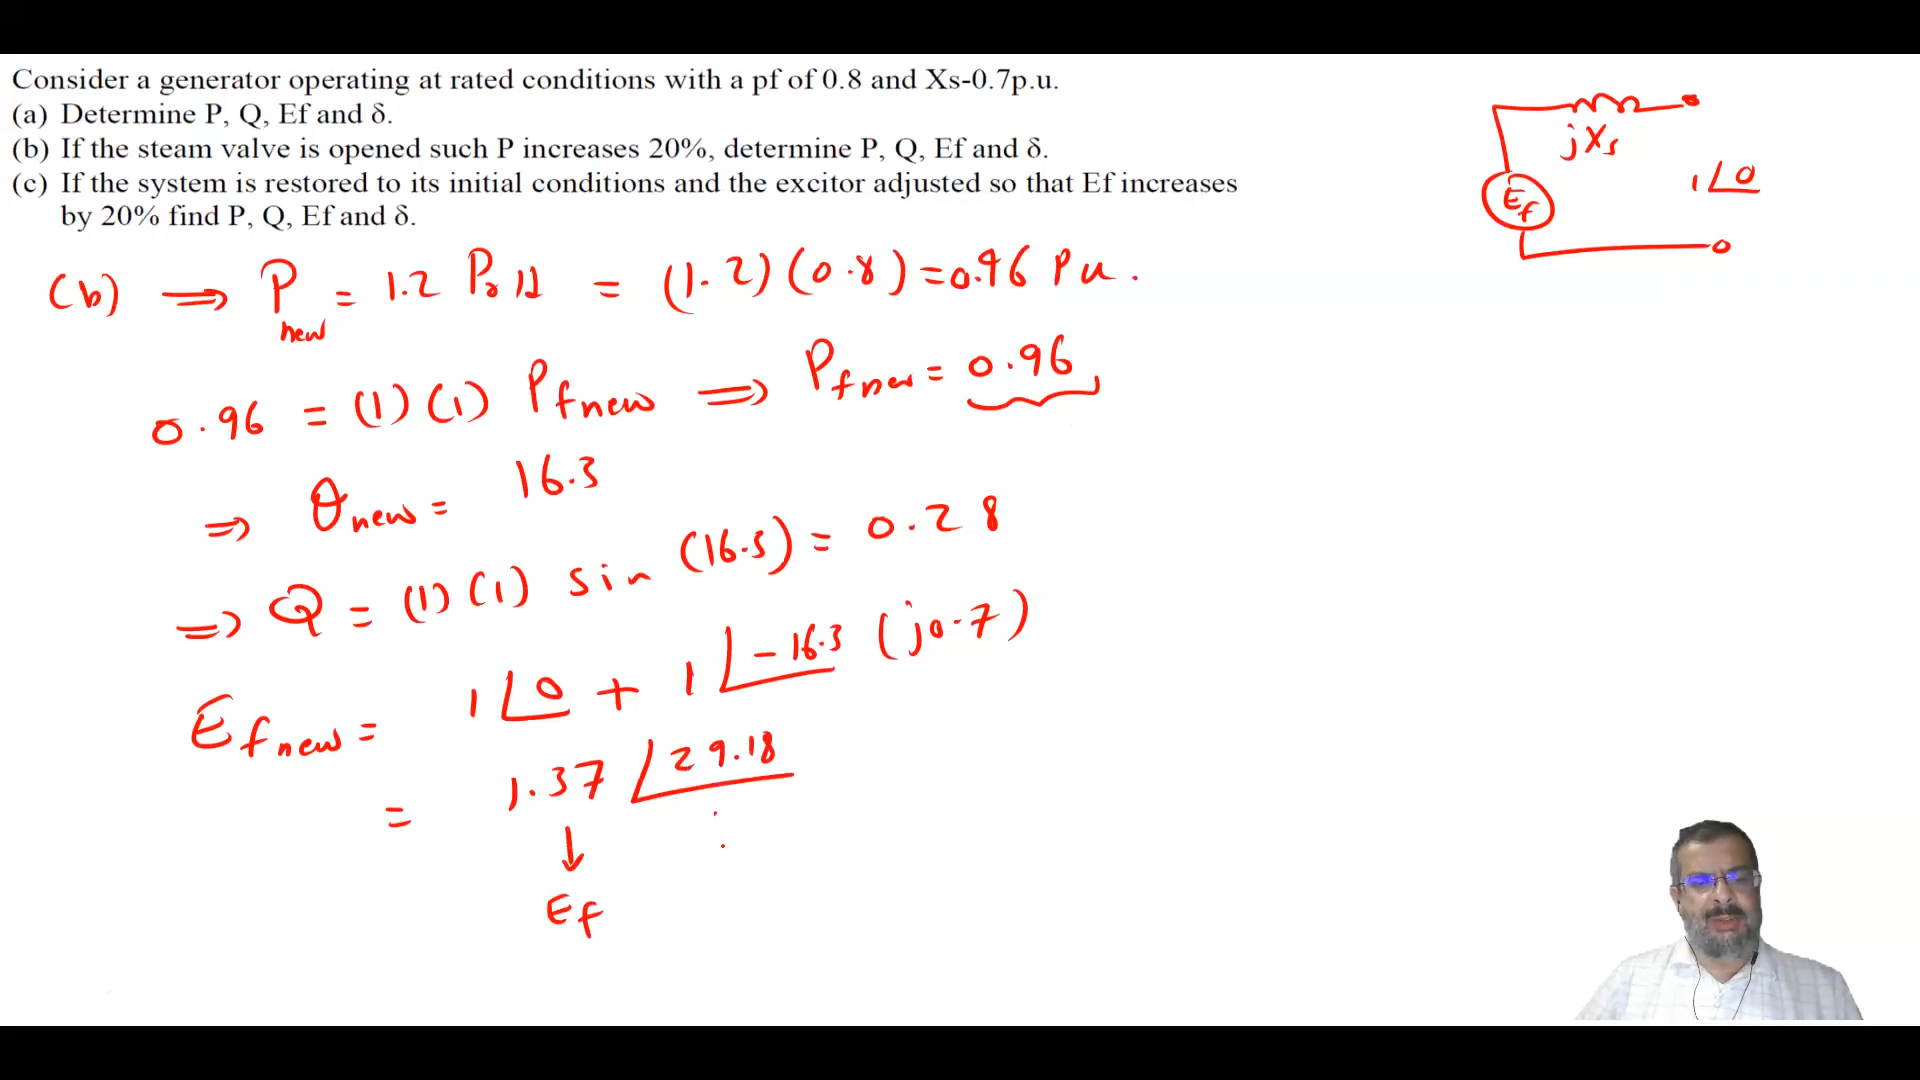 Consider a generator operating at rated conditions with a pf of 0.8 and Xs-0.7p.u.
(a) Determine P, Q, Ef and δ.
(b) If the steam valve is opened such P increases 20%, determine P, Q, Ef and δ.
(c) If the system is restored to its initial conditions and the excitor adjusted so that Ef increases
by 20% find P, Q, Ef and δ.
jXs
Ef
1∠0
(b) ⟹ P new = 1.2 Pold = (1.2)(0.8)=0.96 Pu.
0.96 = (1)(1) Pfnew ⟹ Pfnew = 0.96
⇒ θnew = 16.3
⇒ Q = (1)(1) sin (16.3) = 0.28
Efnew = 1∠0 + 1∠-16.3 (j0.7)
= 1.37∠29.18
↓
Ef